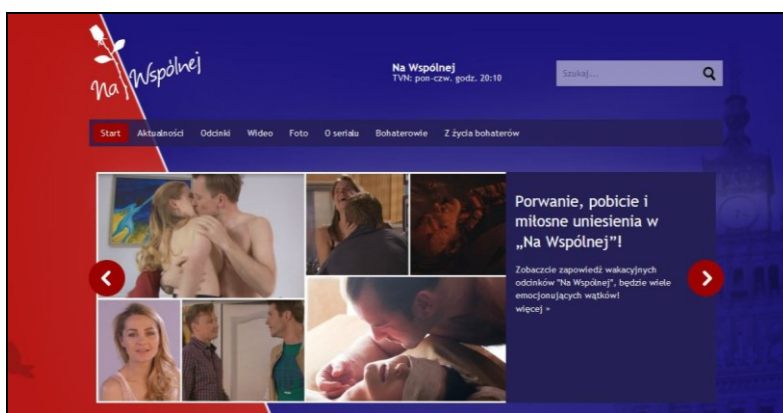 Na Wspólnej
Na Wspólnej
TVN: pon-czw. godz. 20:10
Szukaj...
Start Aktualności Odcinki Wideo Foto O serialu Bohaterowie Z życia bohaterów
Porwanie, pobicie i
miłosne uniesienia w
„Na Wspólnej”!
Zobaczcie zapowiedź wakacyjnych
odcinków "Na Wspólnej", będzie wiele
emocjonujących wątków!
więcej »